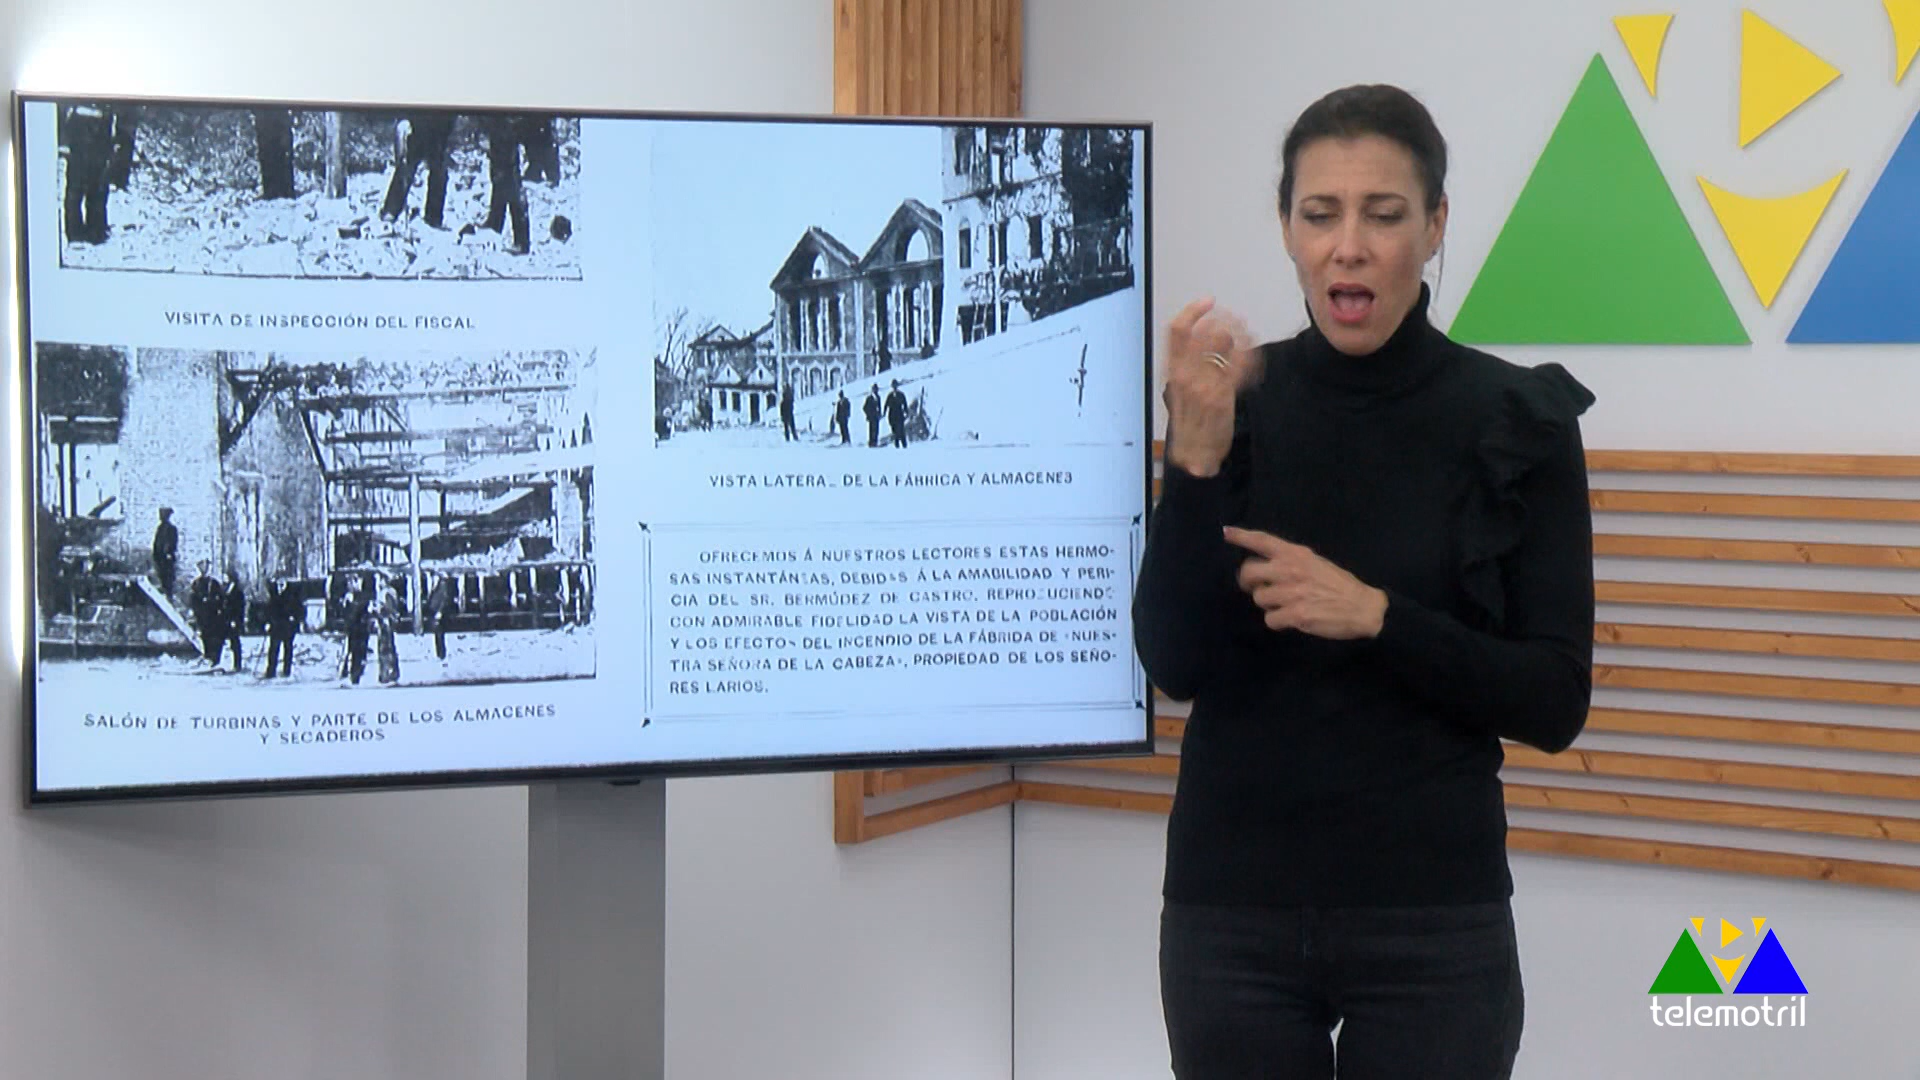 VISITA DE INSPECCIÓN DEL FISCAL
SALÓN DE TURBINAS Y PARTE DE LOS ALMACENES
Y SECADEROS
VISTA LATERAL DE LA FÁBRICA Y ALMACENES
OFRECEMOS Á NUESTROS LECTORES ESTAS HERMO-
SAS INSTANTÁNEAS, DEBIDAS Á LA AMABILIDAD Y PERI-
CIA DEL SR. BERMÚDEZ DE CASTRO, REPRODUCIENDO
CON ADMIRABLE FIDELIDAD LA VISTA DE LA POBLACIÓN
Y LOS EFECTOS DEL INCENDIO DE LA FÁBRIDA DE «NUES-
TRA SEÑORA DE LA CABEZA», PROPIEDAD DE LOS SEÑO-
RES LARIOS.
telemotril